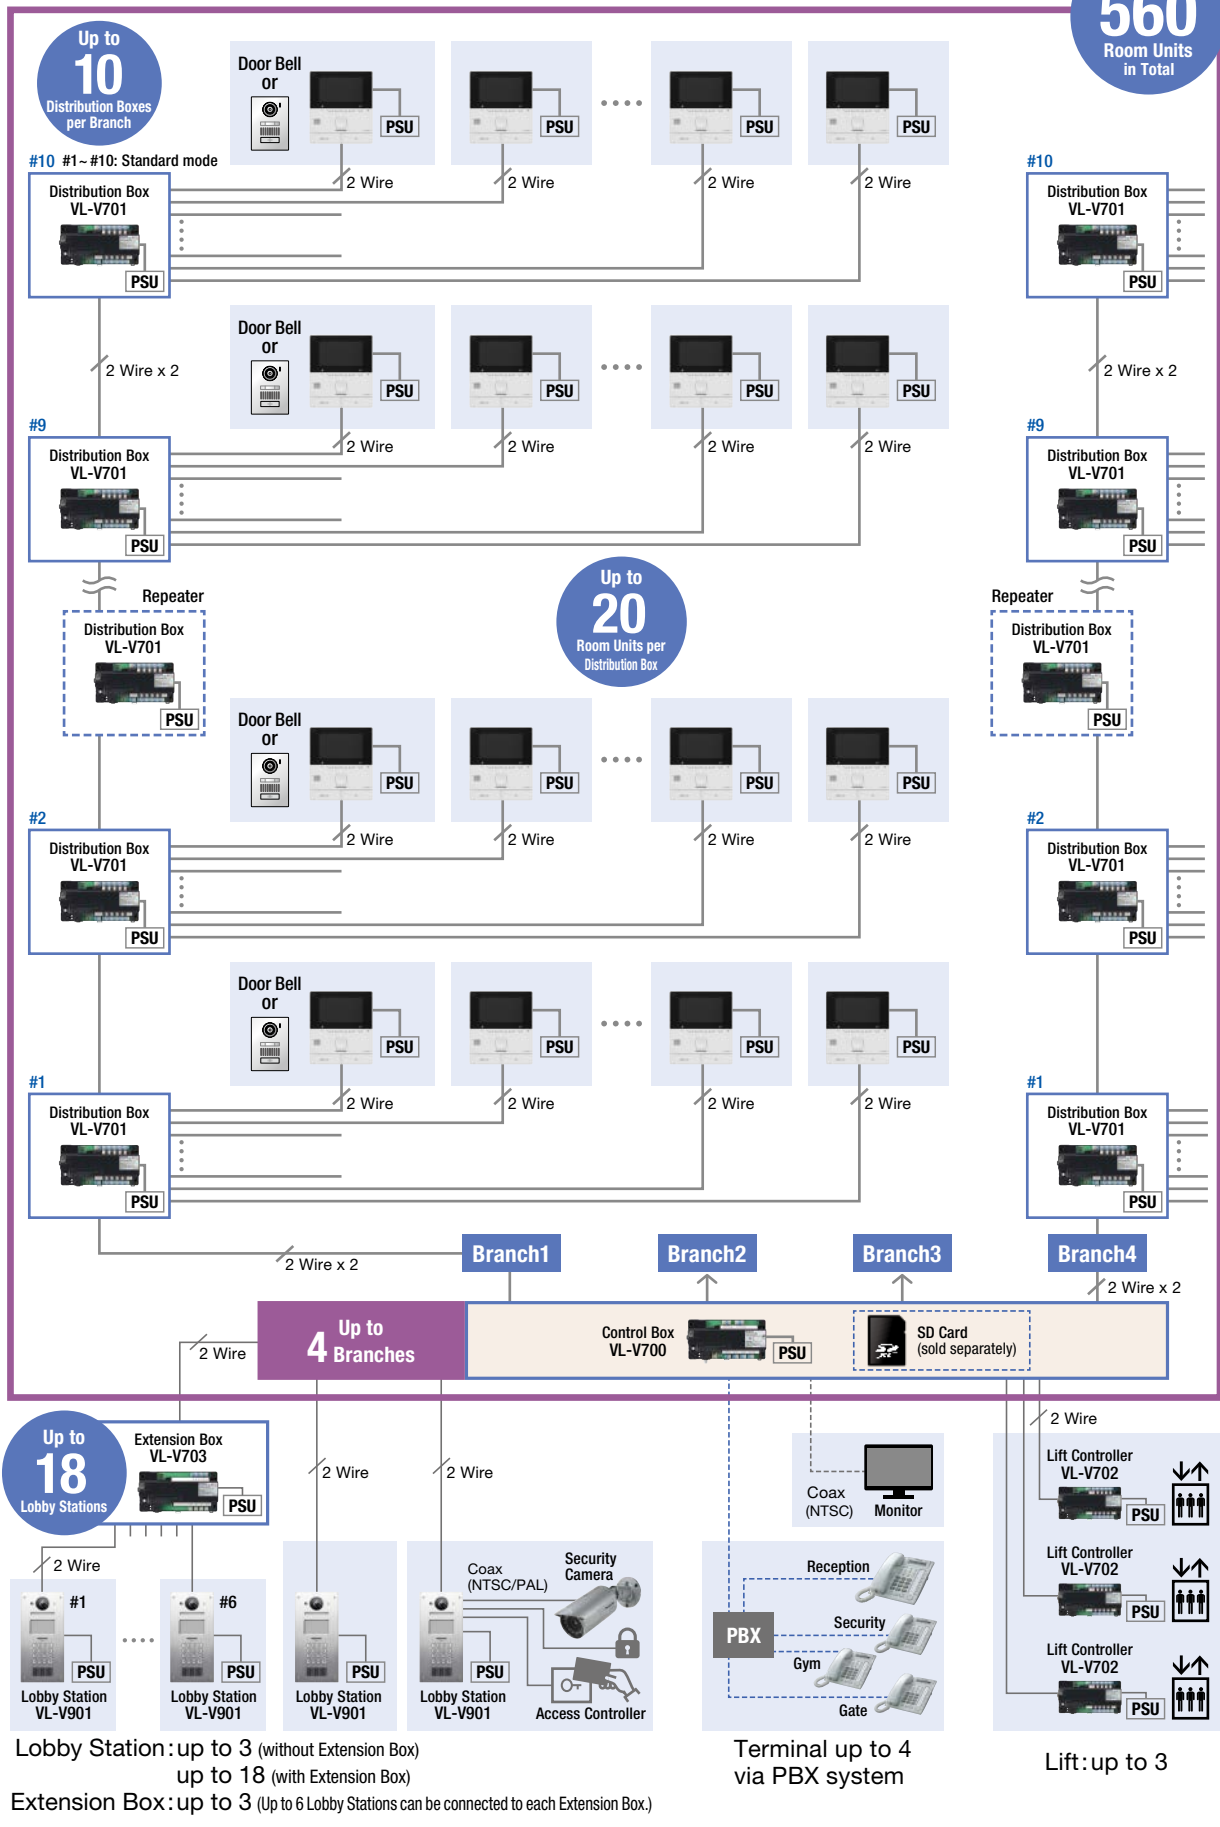 560
Room Units
in Total
Up to
10
Distribution Boxes
per Branch
Door Bell
or
PSU
PSU
PSU
PSU
#10 #1~#10: Standard mode
2 Wire
2 Wire
2 Wire
2 Wire
Distribution Box
VL-V701
PSU
#10
Distribution Box
VL-V701
PSU
2 Wire x 2
2 Wire x 2
Door Bell
or
PSU
PSU
PSU
PSU
#9
2 Wire
2 Wire
2 Wire
2 Wire
Distribution Box
VL-V701
PSU
#9
Distribution Box
VL-V701
PSU
Repeater
Distribution Box
VL-V701
PSU
Up to
20
Room Units per
Distribution Box
Repeater
Distribution Box
VL-V701
PSU
Door Bell
or
PSU
PSU
PSU
PSU
#2
2 Wire
2 Wire
2 Wire
2 Wire
Distribution Box
VL-V701
PSU
#2
Distribution Box
VL-V701
PSU
Door Bell
or
PSU
PSU
PSU
PSU
#1
2 Wire
2 Wire
2 Wire
2 Wire
Distribution Box
VL-V701
PSU
#1
Distribution Box
VL-V701
PSU
2 Wire x 2
Branch1
Branch2
Branch3
Branch4
2 Wire x 2
2 Wire
Up to
4 Branches
Control Box
VL-V700
PSU
SD Card
(sold separately)
Up to
18
Lobby Stations
Extension Box
VL-V703
PSU
2 Wire
2 Wire
2 Wire
2 Wire
#1
PSU
Lobby Station
VL-V901
#6
PSU
Lobby Station
VL-V901
PSU
Lobby Station
VL-V901
Coax
(NTSC/PAL)
Security
Camera
PSU
Lobby Station
VL-V901
Access Controller
Coax
(NTSC)
Monitor
Reception
PBX
Security
Gym
Gate
Lift Controller
VL-V702
PSU
Lift Controller
VL-V702
PSU
Lift Controller
VL-V702
PSU
Lobby Station: up to 3 (without Extension Box)
up to 18 (with Extension Box)
Extension Box: up to 3 (Up to 6 Lobby Stations can be connected to each Extension Box.)
Terminal up to 4
via PBX system
Lift: up to 3